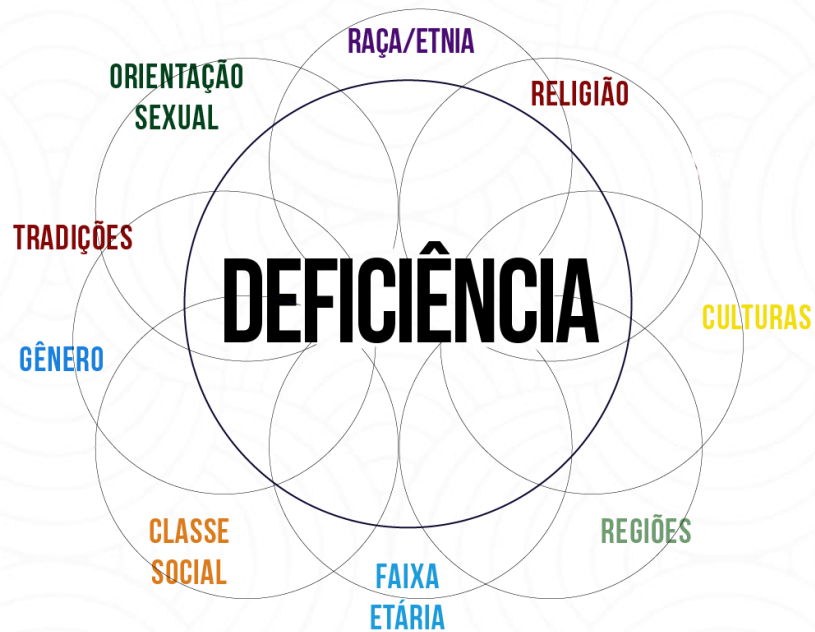 RAÇA/ETNIA
ORIENTAÇÃO
SEXUAL
RELIGIÃO
TRADIÇÕES
DEFICIÊNCIA
CULTURAS
GÊNERO
CLASSE
SOCIAL
REGIÕES
FAIXA
ETÁRIA